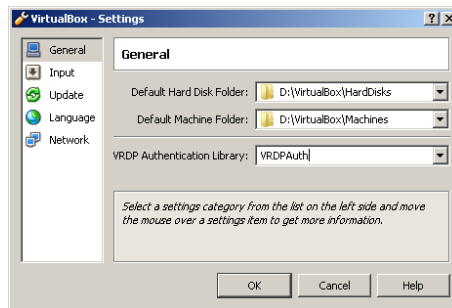 VirtualBox - Settings
General
Input
Update
Language
Network
General
Default Hard Disk Folder: D:\VirtualBox\HardDisks
Default Machine Folder: D:\VirtualBox\Machines
VRDP Authentication Library: VRDPAuth
Select a settings category from the list on the left side and move
the mouse over a settings item to get more information.
OK Cancel Help